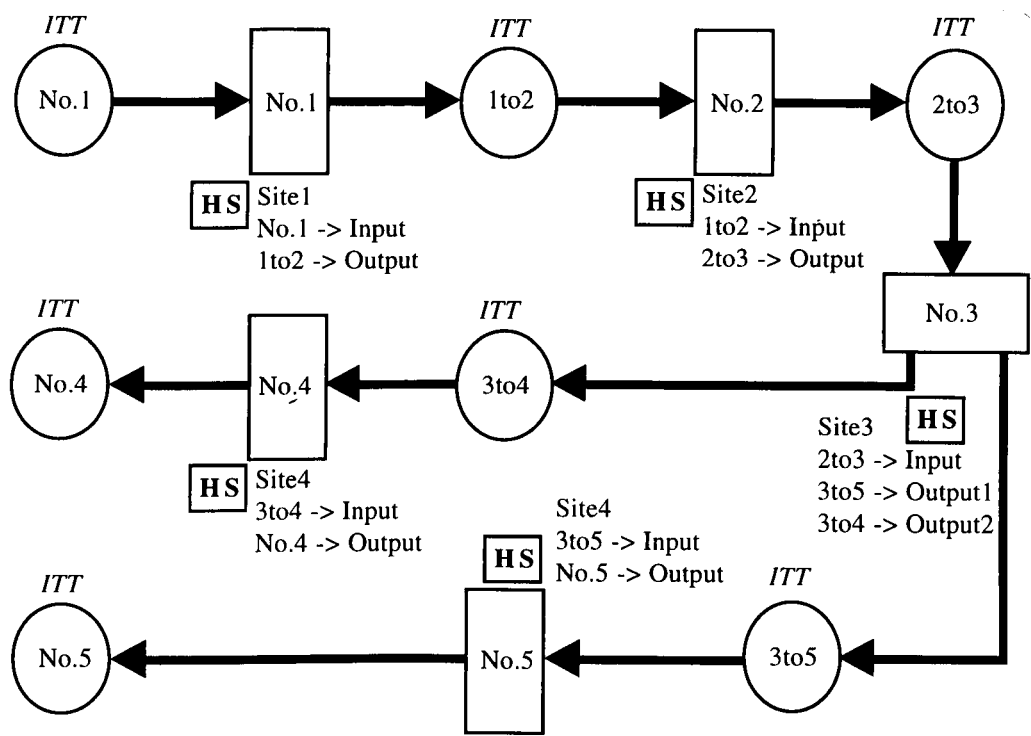 ITT
No.1
No.1
ITT
1to2
No.2
ITT
2to3
HS
Site1
No.1 -> Input
1to2 -> Output
HS
Site2
1to2 -> Input
2to3 -> Output
No.3
ITT
No.4
No.4
ITT
3to4
HS
Site3
2to3 -> Input
3to5 -> Output1
3to4 -> Output2
HS
Site4
3to4 -> Input
No.4 -> Output
HS
Site4
3to5 -> Input
No.5 -> Output
ITT
No.5
No.5
ITT
3to5